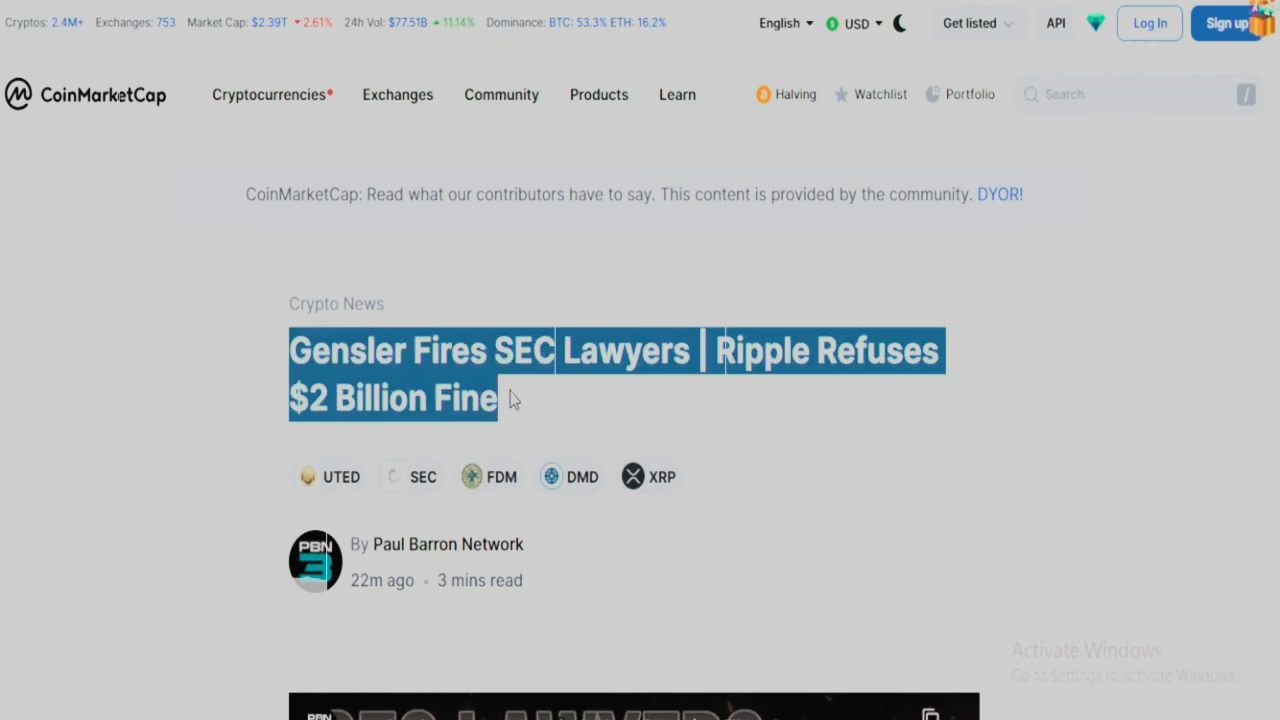 Cryptos: 2.4M+ Exchanges: 753 Market Cap: $2.39T 2.61% 24h Vol: $77.51B 11.14% Dominance: BTC: 53.3% ETH: 16.2% English USD Get listed API Log In Sign up
CoinMarketCap Cryptocurrencies Exchanges Community Products Learn Halving Watchlist Portfolio Search /
CoinMarketCap: Read what our contributors have to say. This content is provided by the community. DYOR!
Crypto News
Gensler Fires SEC Lawyers | Ripple Refuses
$2 Billion Fine
UTED SEC FDM DMD XRP
PBN
3
By Paul Barron Network
22m ago • 3 mins read
Activate Windows
Go to Settings to activate Windows.
PBN LAWYERS